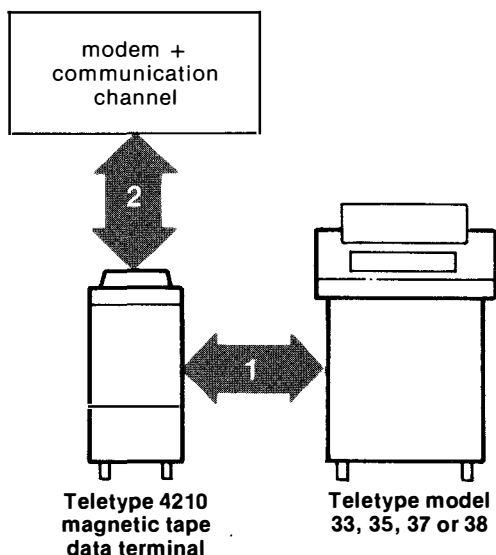 modem +
communication
channel
2
1
Teletype 4210
magnetic tape
data terminal
Teletype model
33, 35, 37 or 38